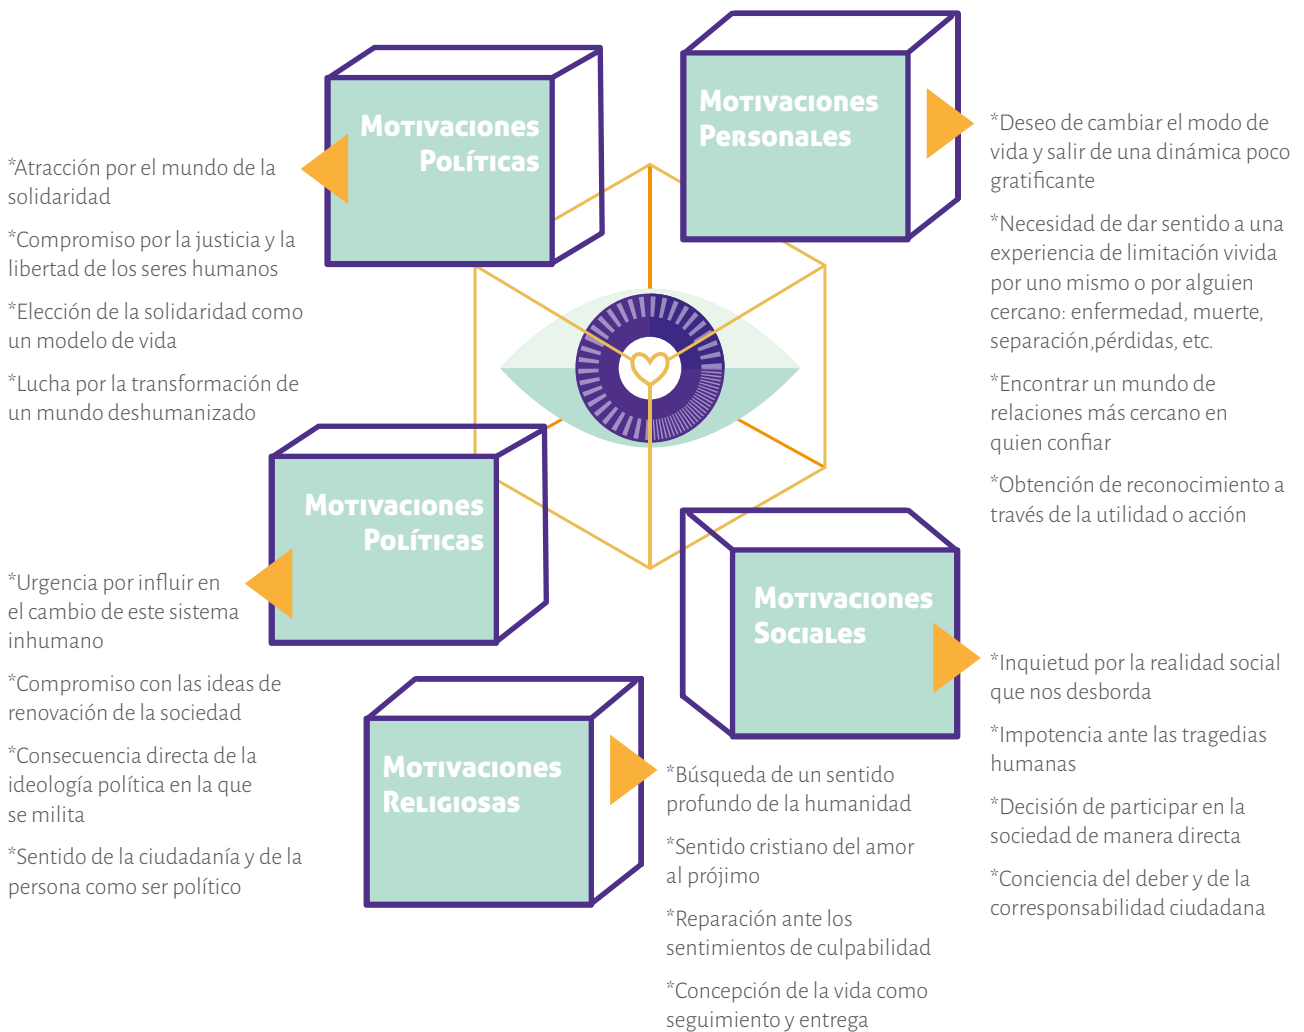 Motivaciones
Políticas
*Atracción por el mundo de la
solidaridad
*Compromiso por la justicia y la
libertad de los seres humanos
*Elección de la solidaridad como
un modelo de vida
*Lucha por la transformación de
un mundo deshumanizado
Motivaciones
Personales
*Deseo de cambiar el modo de
vida y salir de una dinámica poco
gratificante
*Necesidad de dar sentido a una
experiencia de limitación vivida
por uno mismo o por alguien
cercano: enfermedad, muerte,
separación,pérdidas, etc.
*Encontrar un mundo de
relaciones más cercano en
quien confiar
*Obtención de reconocimiento a
través de la utilidad o acción
Motivaciones
Políticas
*Urgencia por influir en
el cambio de este sistema
inhumano
*Compromiso con las ideas de
renovación de la sociedad
*Consecuencia directa de la
ideología política en la que
se milita
*Sentido de la ciudadanía y de la
persona como ser político
Motivaciones
Sociales
*Inquietud por la realidad social
que nos desborda
*Impotencia ante las tragedias
humanas
*Decisión de participar en la
sociedad de manera directa
*Conciencia del deber y de la
corresponsabilidad ciudadana
Motivaciones
Religiosas
*Búsqueda de un sentido
profundo de la humanidad
*Sentido cristiano del amor
al prójimo
*Reparación ante los
sentimientos de culpabilidad
*Concepción de la vida como
seguimiento y entrega